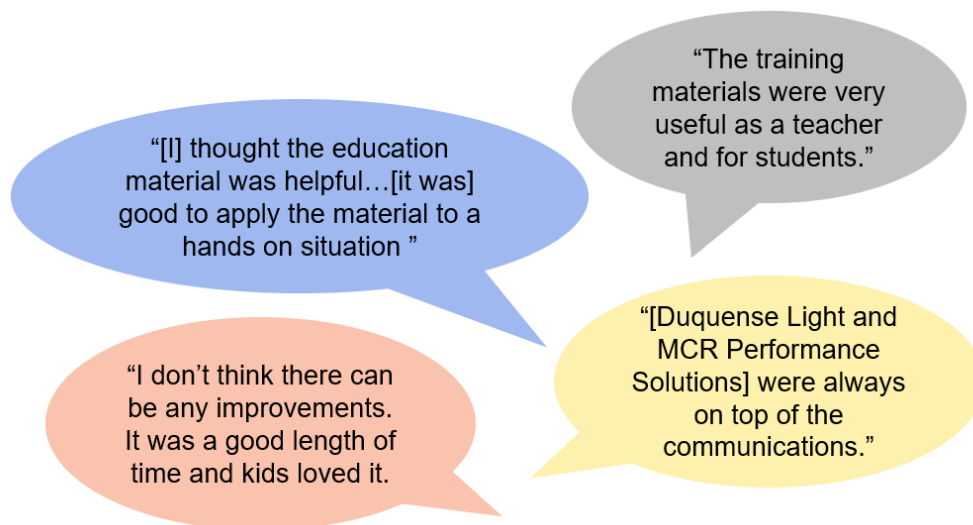 “The training
materials were very
useful as a teacher
and for students.”
“[I] thought the education
material was helpful…[it was]
good to apply the material to a
hands on situation ”
“[Duquense Light and
MCR Performance
Solutions] were always
on top of the
communications.”
“I don’t think there can
be any improvements.
It was a good length of
time and kids loved it.